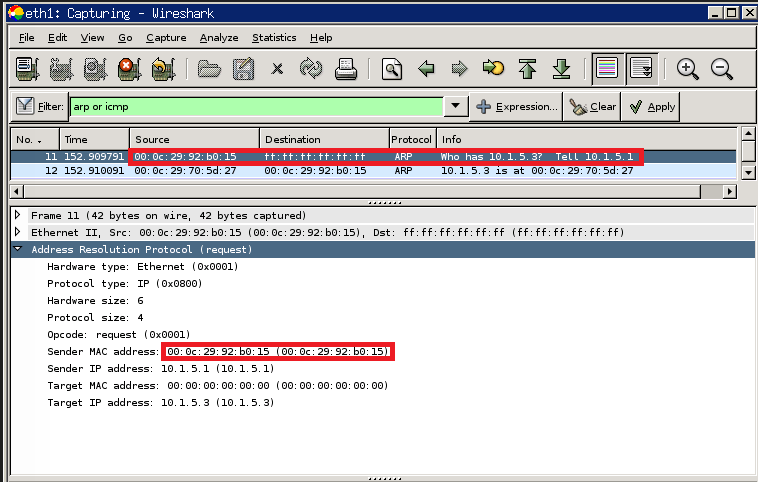 eth1: Capturing - Wireshark
File Edit View Go Capture Analyze Statistics Help
Filter: arp or icmp Expression... Clear Apply
No. Time Source Destination Protocol Info
11 152.909791 00:0c:29:92:b0:15 ff:ff:ff:ff:ff:ff ARP Who has 10.1.5.3? Tell 10.1.5.1
12 152.910091 00:0c:29:70:5d:27 00:0c:29:92:b0:15 ARP 10.1.5.3 is at 00:0c:29:70:5d:27
Frame 11 (42 bytes on wire, 42 bytes captured)
Ethernet II, Src: 00:0c:29:92:b0:15 (00:0c:29:92:b0:15), Dst: ff:ff:ff:ff:ff:ff (ff:ff:ff:ff:ff:ff)
Address Resolution Protocol (request)
Hardware type: Ethernet (0x0001)
Protocol type: IP (0x0800)
Hardware size: 6
Protocol size: 4
Opcode: request (0x0001)
Sender MAC address: 00:0c:29:92:b0:15 (00:0c:29:92:b0:15)
Sender IP address: 10.1.5.1 (10.1.5.1)
Target MAC address: 00:00:00:00:00:00 (00:00:00:00:00:00)
Target IP address: 10.1.5.3 (10.1.5.3)